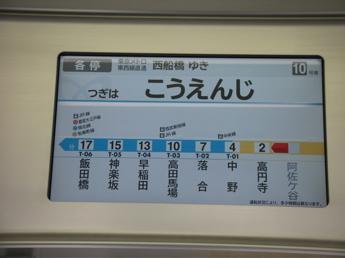 各停
東京メトロ
東西線直通
西船橋 ゆき
10号車
つぎは
こうえんじ
17 15 13 10 7 4 2
T-06 T-05 T-04 T-03 T-02 T-01
飯田橋 神楽坂 早稲田 高田馬場 落合 中野 高円寺 阿佐ケ谷